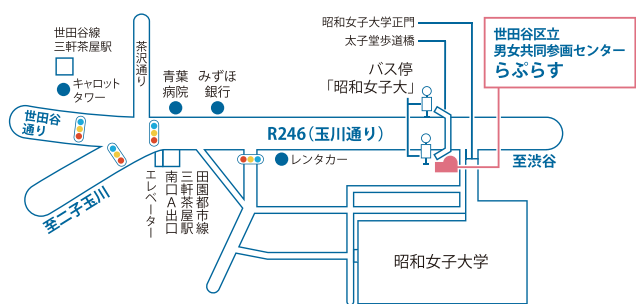 世田谷線
三軒茶屋駅
キャロット
タワー
茶沢通り
青葉
病院
みずほ
銀行
昭和女子大学正門
太子堂歩道橋
バス停
「昭和女子大」
世田谷区立
男女共同参画センター
らぷらす
世田谷
通り
R246(玉川通り)
至渋谷
至二子玉川
エレベーター
田園都市線
三軒茶屋駅
南口A出口
レンタカー
昭和女子大学